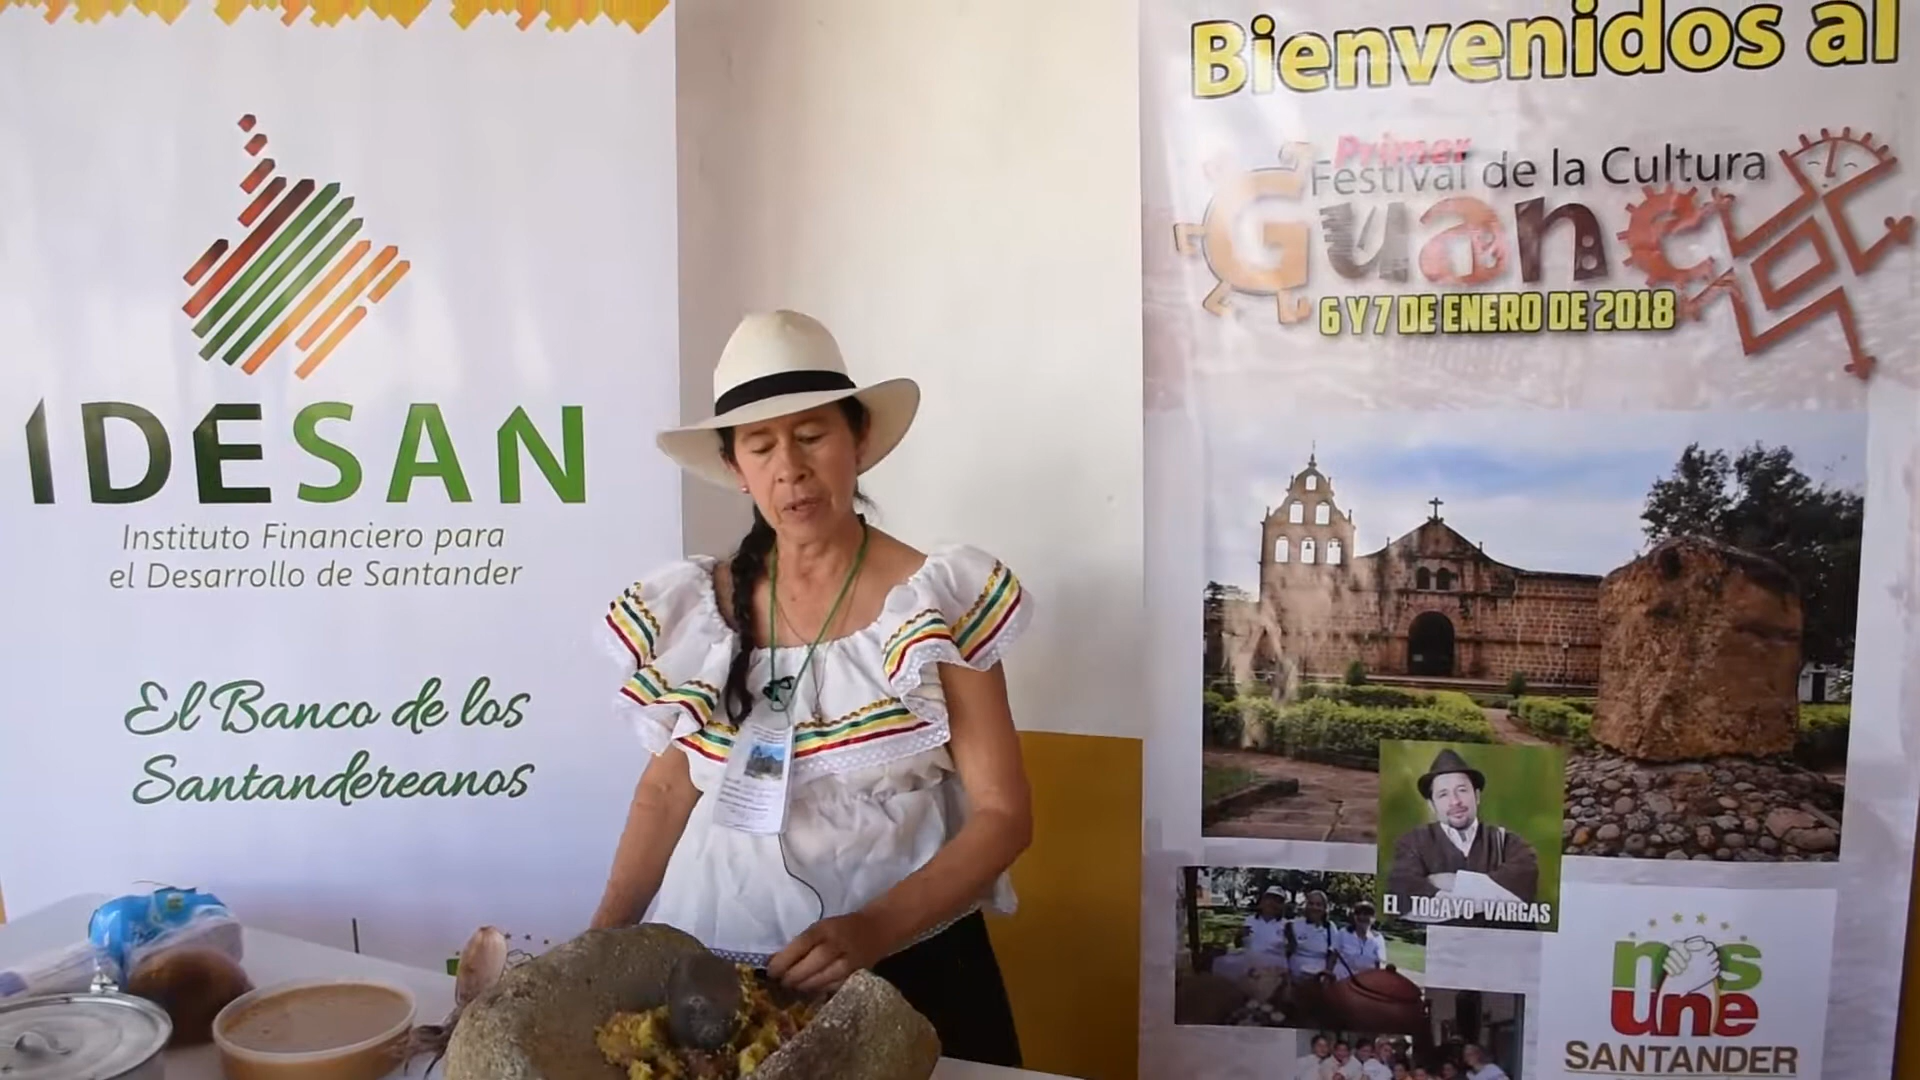 IDESAN
Instituto Financiero para
el Desarrollo de Santander
El Banco de los
Santandereanos
Bienvenidos al
Primer
Festival de la Cultura
Guane
6 Y 7 DE ENERO DE 2018
EL TOCAYO VARGAS
nos
une
SANTANDER